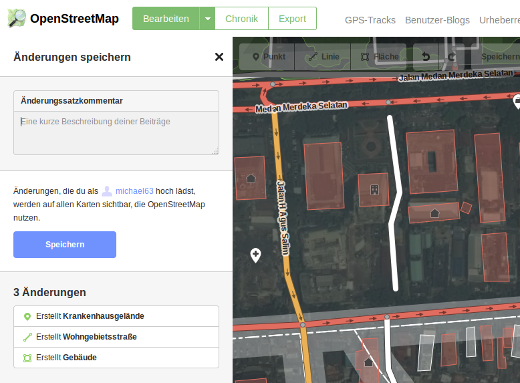 OpenStreetMap
Bearbeiten
Chronik
Export
GPS-Tracks
Benutzer-Blogs
Urheberre
Änderungen speichern
Punkt
Linie
Fläche
Speichern
Änderungssatzkommentar
Eine kurze Beschreibung deiner Beiträge
Änderungen, die du als michael63 hoch lädst,
werden auf allen Karten sichtbar, die OpenStreetMap
nutzen.
Speichern
3 Änderungen
Erstellt Krankenhausgelände
Erstellt Wohngebietsstraße
Erstellt Gebäude
Jalan Medan Merdeka Selatan
Medan Merdeka Selatan
Jalan H Agus Salim